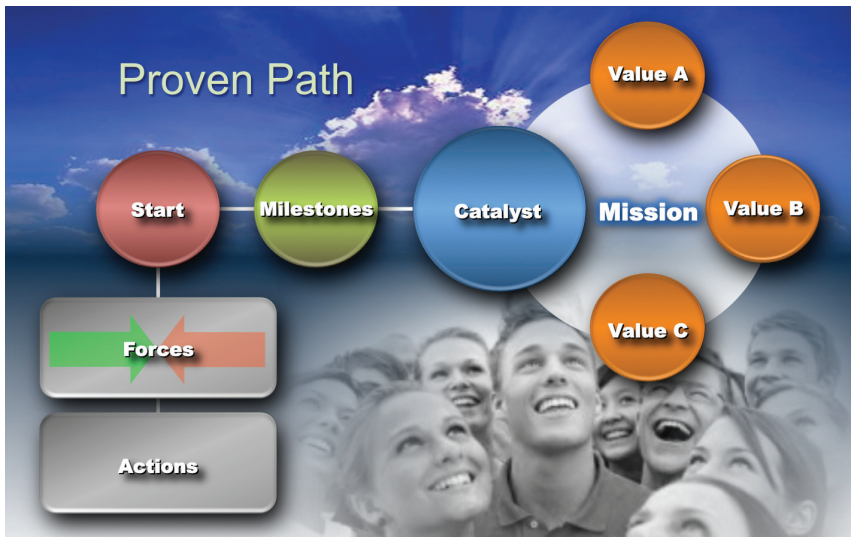 Proven Path
Value A
Start
Milestones
Catalyst
Mission
Value B
Forces
Value C
Actions